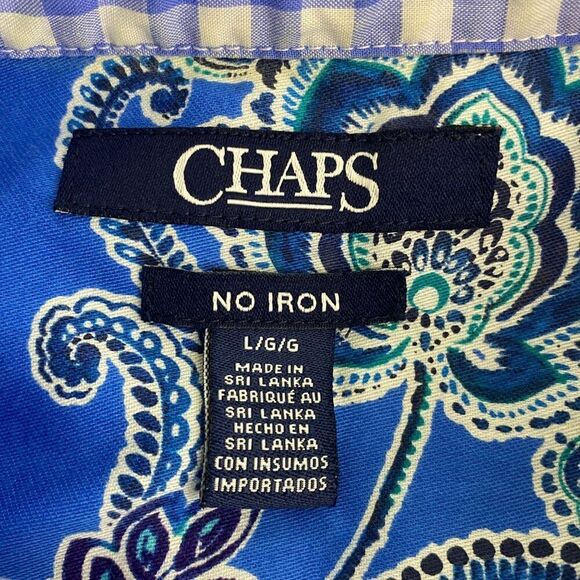 CHAPS
NO IRON
L/G/G
MADE IN
SRI LANKA
FABRIQUÉ AU
SRI LANKA
HECHO EN
SRI LANKA
CON INSUMOS
IMPORTADOS